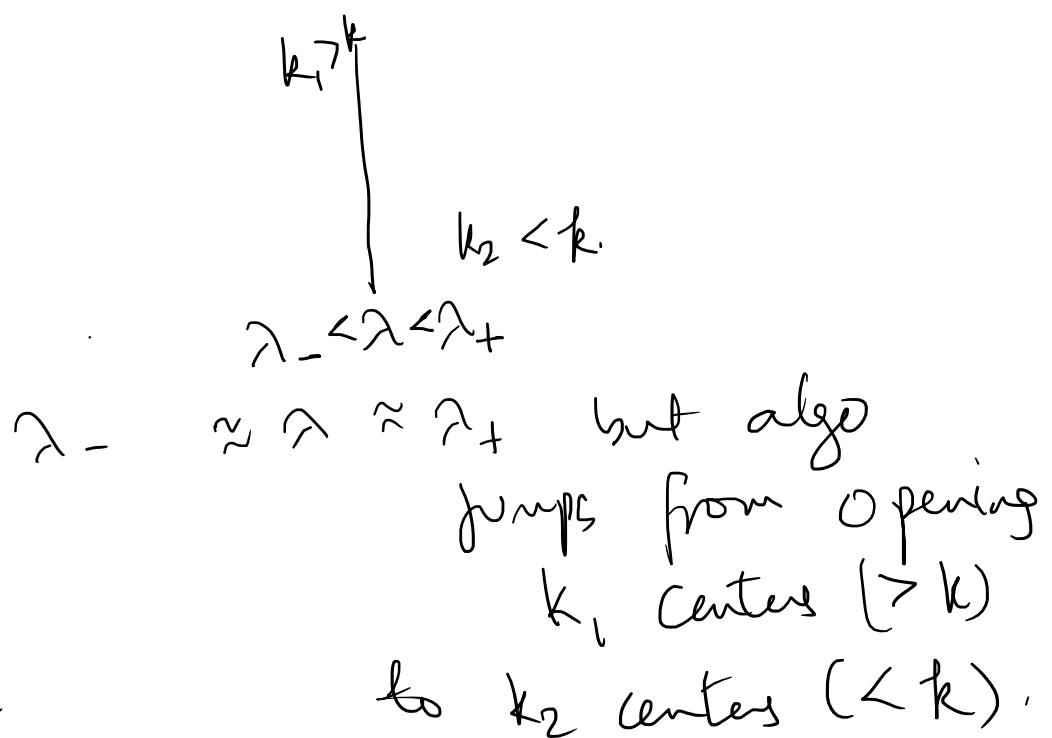 k₁ > k
k₂ < k.
λ₋ < λ < λ₊
λ₋ ≈ λ ≈ λ₊ but algo
jumps from opening
k₁ centers (> k)
to k₂ centers (< k).